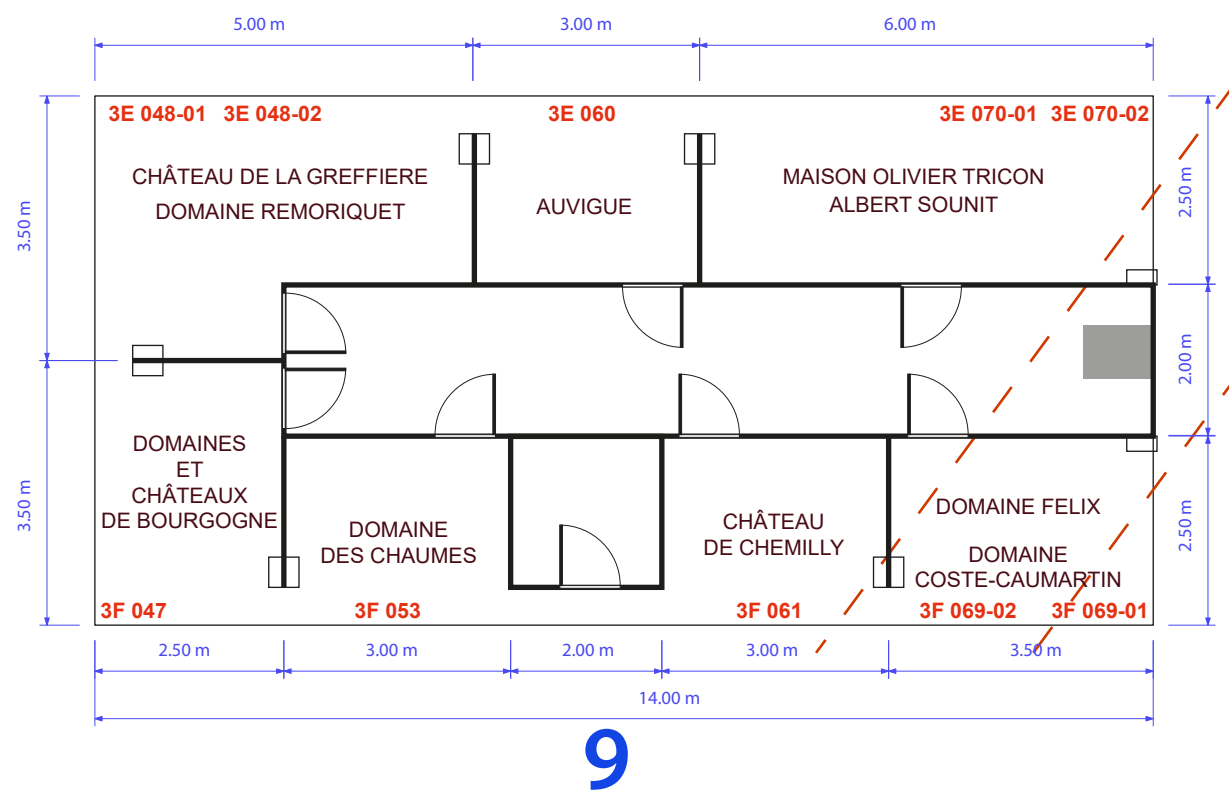 5.00 m 3.00 m 6.00 m
3E 048-01 3E 048-02 3E 060 3E 070-01 3E 070-02
CHÂTEAU DE LA GREFFIERE
DOMAINE REMORIQUET
AUVIGUE
MAISON OLIVIER TRICON
ALBERT SOUNIT
3.50 m
2.50 m
2.00 m
3.50 m
2.50 m
DOMAINES
ET
CHÂTEAUX
DE BOURGOGNE
DOMAINE
DES CHAUMES
CHÂTEAU
DE CHEMILLY
DOMAINE FELIX
DOMAINE
COSTE-CAUMARTIN
3F 047 3F 053 3F 061 3F 069-02 3F 069-01
2.50 m 3.00 m 2.00 m 3.00 m 3.50 m
14.00 m
9